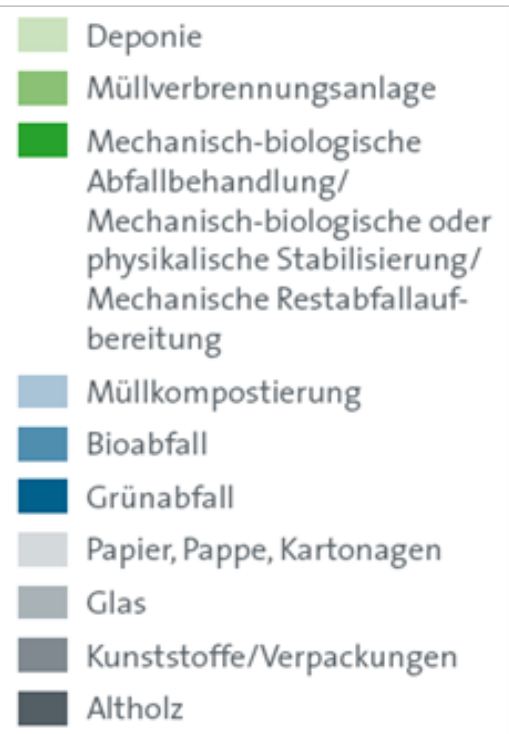 Deponie
Müllverbrennungsanlage
Mechanisch-biologische
Abfallbehandlung/
Mechanisch-biologische oder
physikalische Stabilisierung/
Mechanische Restabfallauf-
bereitung
Müllkompostierung
Bioabfall
Grünabfall
Papier, Pappe, Kartonagen
Glas
Kunststoffe/Verpackungen
Altholz